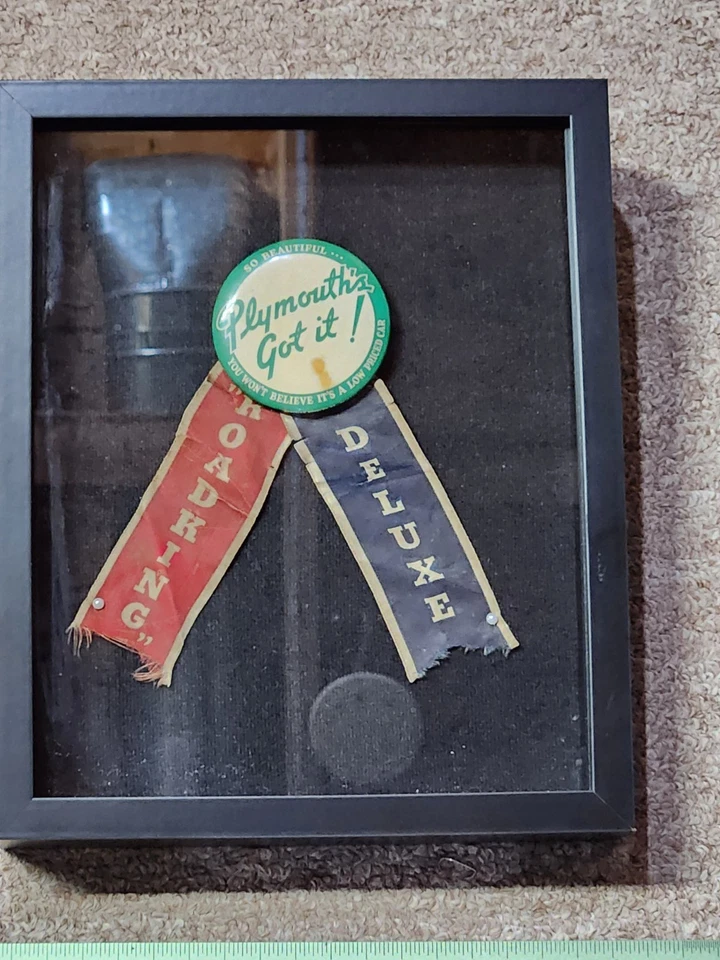 SO BEAUTIFUL ...
Plymouth's
Got it!
YOU WON'T BELIEVE IT'S A LOW PRICED CAR
"ROADKING"
DELUXE